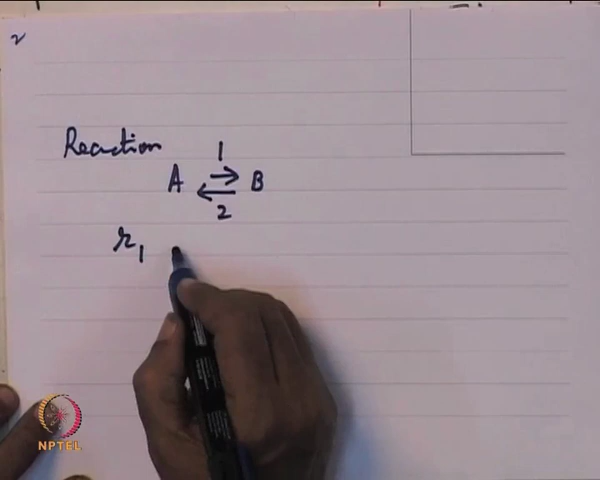 2
Reaction
1
A ⇌ B
2
r1
NPTEL